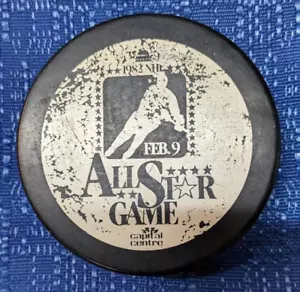 1982 NHL
FEB. 9
ALL STAR
GAME
capital
centre